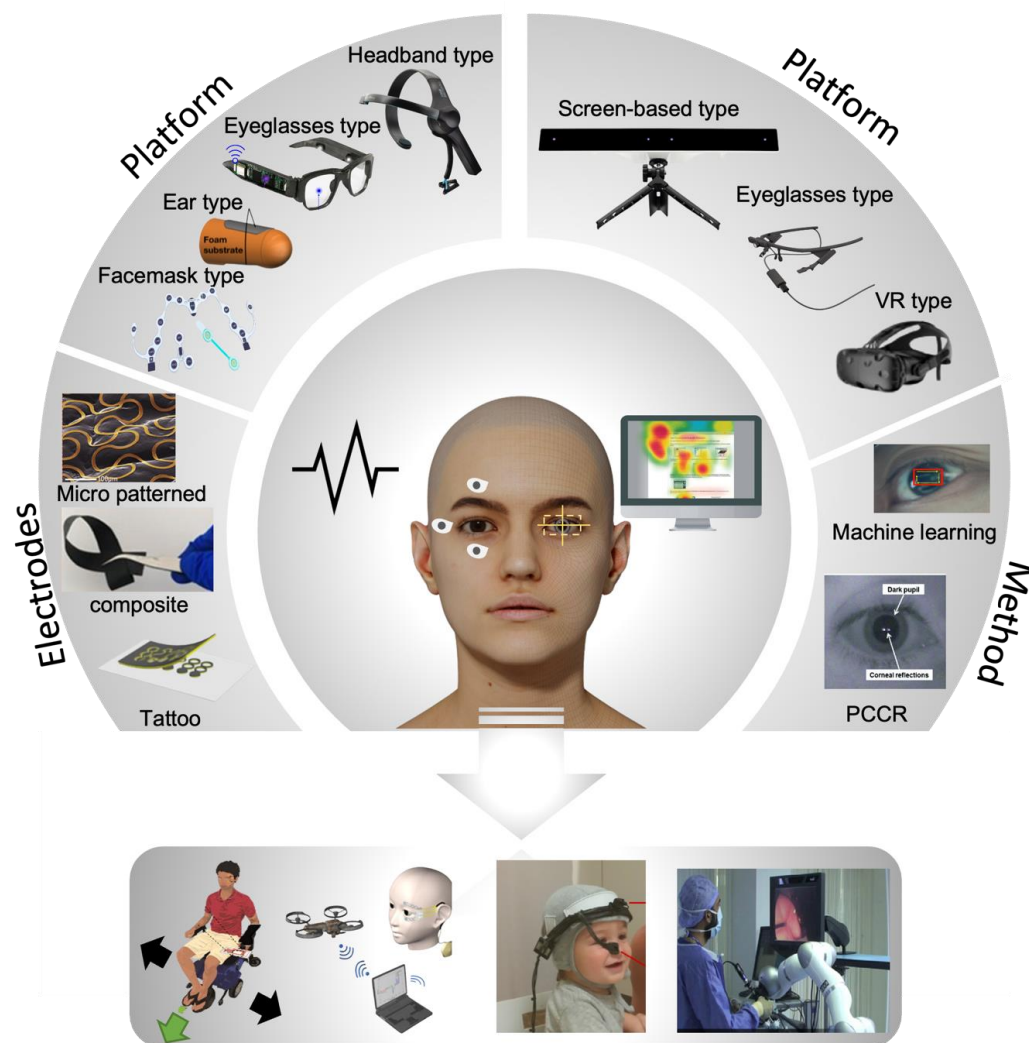 Platform
Headband type
Eyeglasses type
Ear type
Foam
substrate
Facemask type
Platform
Screen-based type
Eyeglasses type
VR type
Electrodes
Micro patterned
composite
Tattoo
Method
Machine learning
Dark pupil
Corneal reflections
PCCR